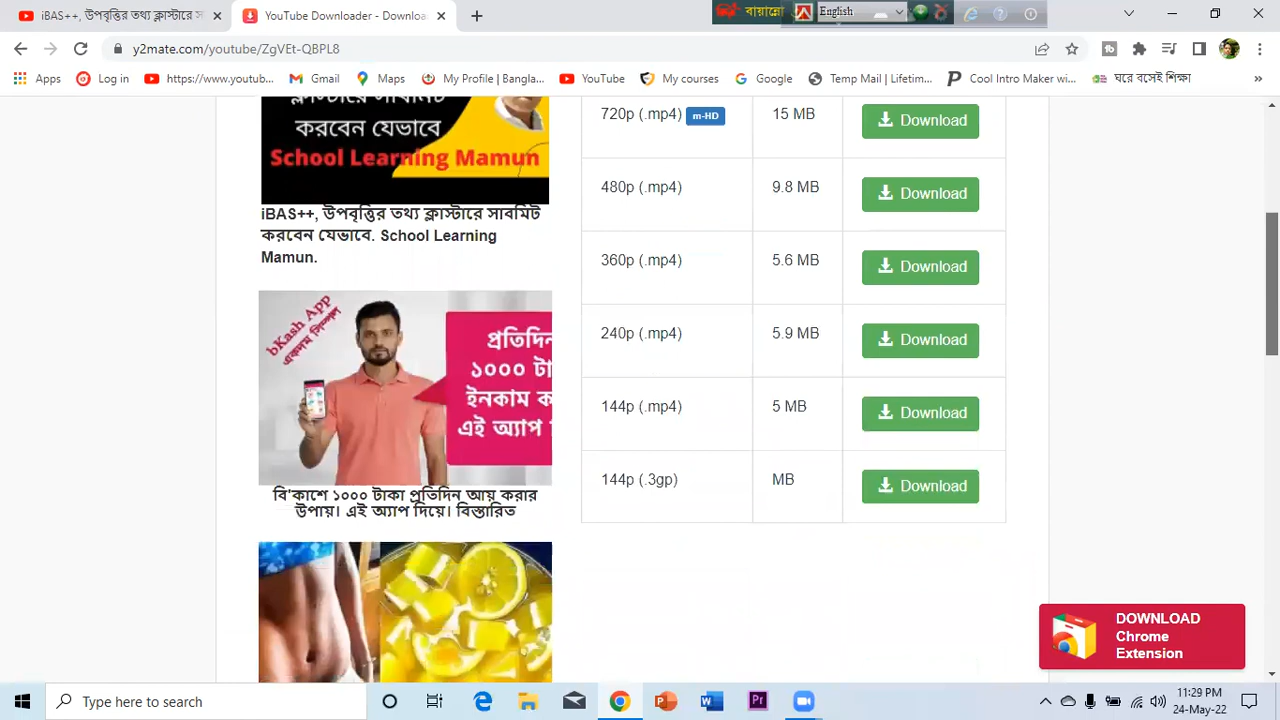 iBAS++, উপবৃত্তির তথ্য ক্লাস্টারে সাবমি
YouTube Downloader - Downloa
বায়ান্নো
English
y2mate.com/youtube/ZgVEt-QBPL8
Apps
Log in
https://www.youtub...
Gmail
Maps
My Profile | Bangla...
YouTube
My courses
Google
Temp Mail | Lifetim...
Cool Intro Maker wi...
ঘরে বসেই শিক্ষা
»
ক্লাস্টারে সাবমিট
করবেন যেভাবে
School Learning Mamun
iBAS++, উপবৃত্তির তথ্য ক্লাস্টারে সাবমিট
করবেন যেভাবে. School Learning
Mamun.
bKash App
প্রতিদিন
১০০০ টা
ইনকাম ক
এই অ্যাপ
বি'কাশে ১০০০ টাকা প্রতিদিন আয় করার
উপায়। এই অ্যাপ দিয়ে। বিস্তারিত
720p (.mp4) m-HD 15 MB Download
480p (.mp4) 9.8 MB Download
360p (.mp4) 5.6 MB Download
240p (.mp4) 5.9 MB Download
144p (.mp4) 5 MB Download
144p (.3gp) MB Download
DOWNLOAD
Chrome
Extension
Type here to search
11:29 PM
24-May-22